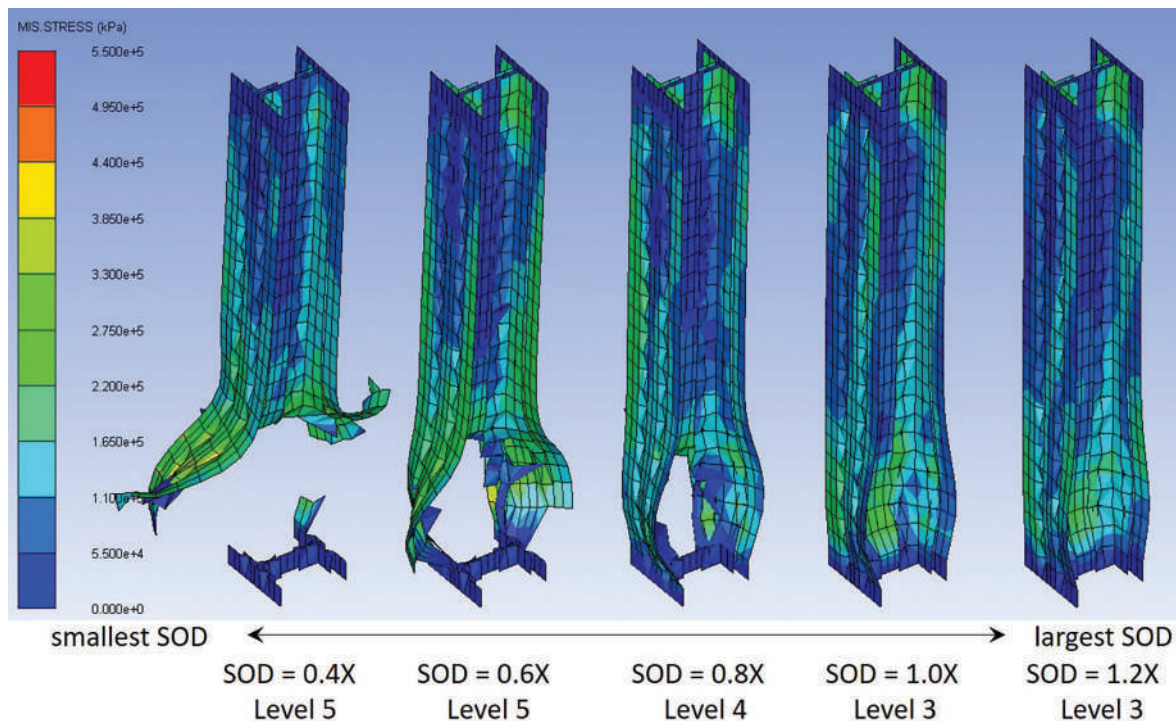 MIS.STRESS (kPa)
5.500e+5
4.950e+5
4.400e+5
3.850e+5
3.300e+5
2.750e+5
2.200e+5
1.650e+5
1.100e+5
5.500e+4
0.000e+0
smallest SOD largest SOD
SOD = 0.4X SOD = 0.6X SOD = 0.8X SOD = 1.0X SOD = 1.2X
Level 5 Level 5 Level 4 Level 3 Level 3